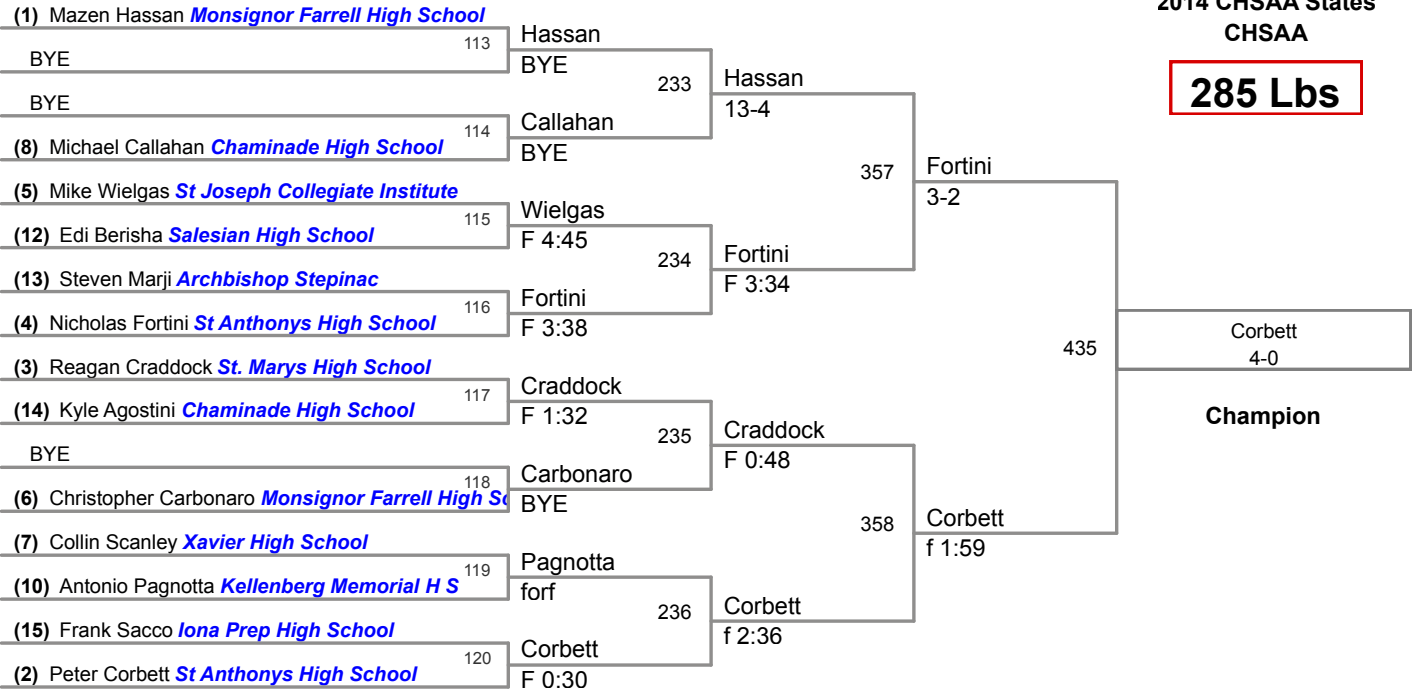 2014 CHSAA States
CHSAA
285 Lbs
(1) Mazen Hassan Monsignor Farrell High School
113
BYE
BYE
114
(8) Michael Callahan Chaminade High School
(5) Mike Wielgas St Joseph Collegiate Institute
115
(12) Edi Berisha Salesian High School
(13) Steven Marji Archbishop Stepinac
116
(4) Nicholas Fortini St Anthonys High School
(3) Reagan Craddock St. Marys High School
117
(14) Kyle Agostini Chaminade High School
BYE
118
(6) Christopher Carbonaro Monsignor Farrell High Sc
(7) Collin Scanley Xavier High School
119
(10) Antonio Pagnotta Kellenberg Memorial H S
(15) Frank Sacco Iona Prep High School
120
(2) Peter Corbett St Anthonys High School
Hassan
BYE
233
Callahan
BYE
Wielgas
F 4:45
234
Fortini
F 3:38
Craddock
F 1:32
235
Carbonaro
BYE
Pagnotta
forf
236
Corbett
F 0:30
Hassan
13-4
357
Fortini
F 3:34
Craddock
F 0:48
358
Corbett
f 2:36
Fortini
3-2
435
Corbett
f 1:59
Corbett
4-0
Champion